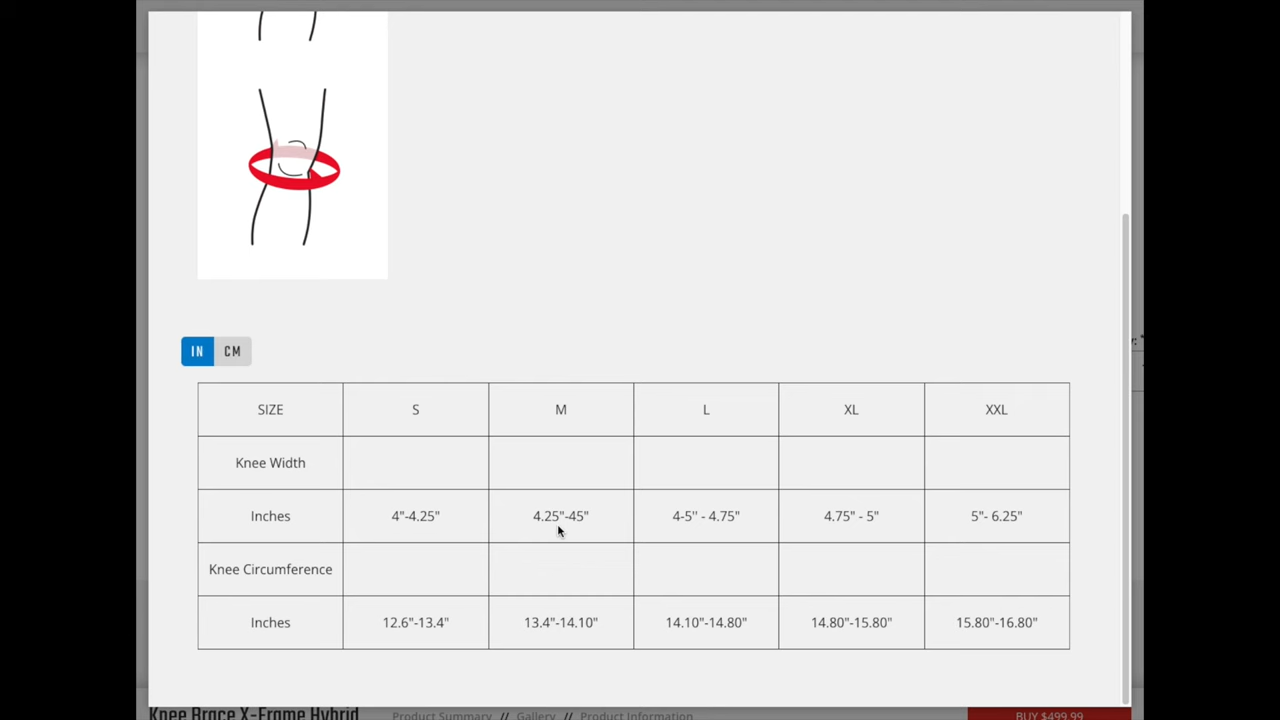 IN CM
SIZE S M L XL XXL
Knee Width
Inches 4"-4.25" 4.25"-45" 4-5'' - 4.75" 4.75" - 5" 5"- 6.25"
Knee Circumference
Inches 12.6"-13.4" 13.4"-14.10" 14.10"-14.80" 14.80"-15.80" 15.80"-16.80"
Knee Brace X-Frame Hybrid Product Summary // Gallery // Product Information BUY $499.99